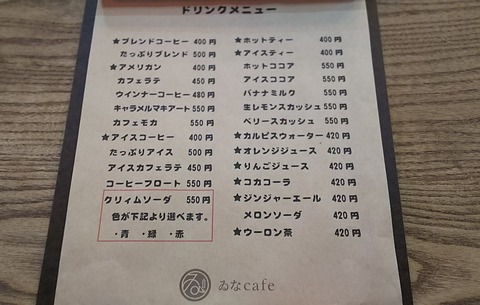 ドリンクメニュー
★ブレンドコーヒー 400円
たっぷりブレンド 500円
★アメリカン 400円
カフェラテ 450円
ウインナーコーヒー 480円
キャラメルマキアート 550円
カフェモカ 550円
★アイスコーヒー 400円
たっぷりアイス 500円
アイスカフェラテ 450円
コーヒーフロート 550円
クリィムソーダ 550円
色が下記より選べます。
・青 ・緑 ・赤
★ホットティー 400円
★アイスティー 400円
ホットココア 550円
アイスココア 550円
バナナミルク 550円
生レモンスカッシュ 550円
ベリースカッシュ 550円
★カルピスウォーター 420円
★オレンジジュース 420円
★りんごジュース 420円
★コカコーラ 420円
★ジンジャーエール 420円
メロンソーダ 420円
★ウーロン茶 420円
ゐなcafe